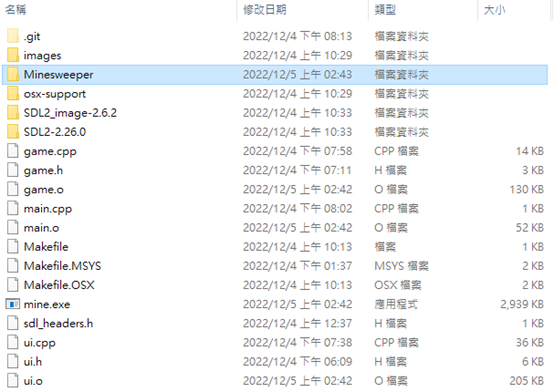 名稱 修改日期 類型 大小
.git 2022/12/4 下午 08:13 檔案資料夾
images 2022/12/4 上午 10:29 檔案資料夾
Minesweeper 2022/12/5 上午 02:43 檔案資料夾
osx-support 2022/12/4 上午 10:29 檔案資料夾
SDL2_image-2.6.2 2022/12/4 上午 10:33 檔案資料夾
SDL2-2.26.0 2022/12/4 上午 10:33 檔案資料夾
game.cpp 2022/12/4 下午 07:58 CPP 檔案 14 KB
game.h 2022/12/4 下午 07:11 H 檔案 3 KB
game.o 2022/12/5 上午 02:42 O 檔案 130 KB
main.cpp 2022/12/4 下午 08:02 CPP 檔案 1 KB
main.o 2022/12/5 上午 02:42 O 檔案 52 KB
Makefile 2022/12/4 上午 10:13 檔案 1 KB
Makefile.MSYS 2022/12/4 下午 01:37 MSYS 檔案 2 KB
Makefile.OSX 2022/12/4 上午 10:13 OSX 檔案 2 KB
mine.exe 2022/12/5 上午 02:42 應用程式 2,939 KB
sdl_headers.h 2022/12/4 上午 12:37 H 檔案 1 KB
ui.cpp 2022/12/4 下午 07:38 CPP 檔案 36 KB
ui.h 2022/12/4 下午 06:09 H 檔案 6 KB
ui.o 2022/12/5 上午 02:42 O 檔案 205 KB